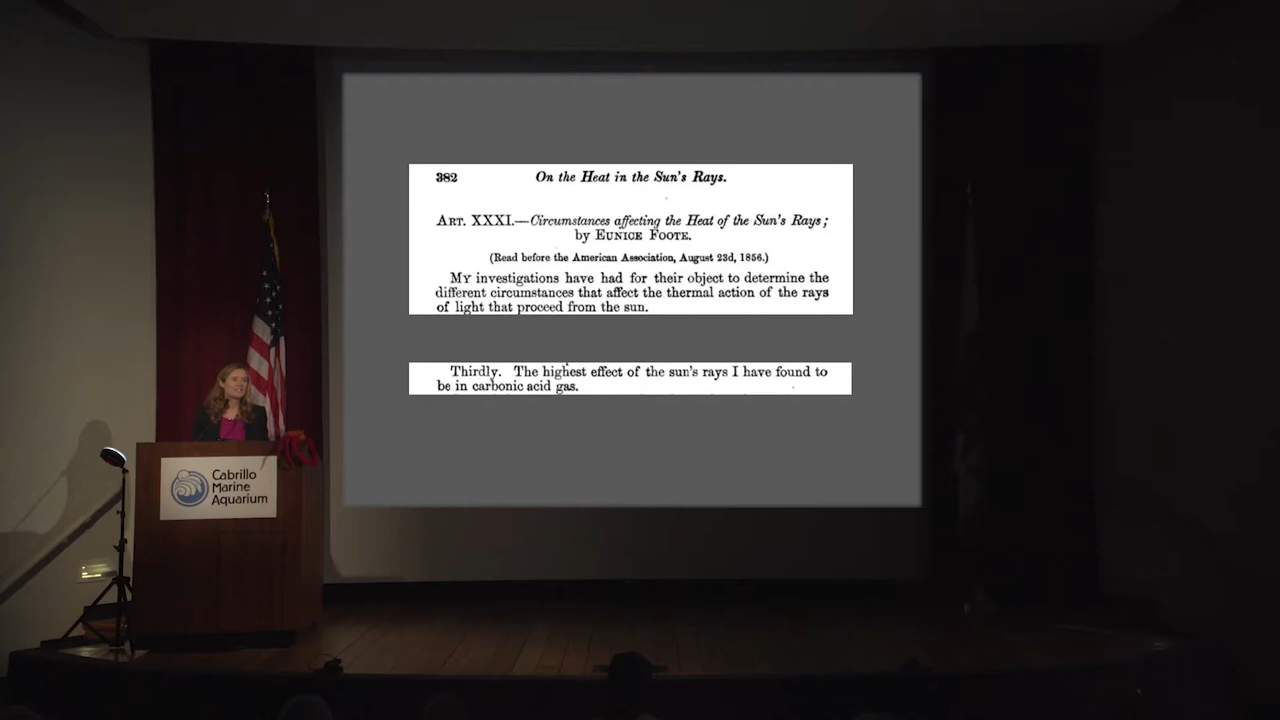 382 On the Heat in the Sun's Rays.
ART. XXXI.—Circumstances affecting the Heat of the Sun's Rays;
by EUNICE FOOTE.
(Read before the American Association, August 23d, 1856.)
MY investigations have had for their object to determine the
different circumstances that affect the thermal action of the rays
of light that proceed from the sun.
Thirdly. The highest effect of the sun's rays I have found to
be in carbonic acid gas.
Cabrillo
Marine
Aquarium